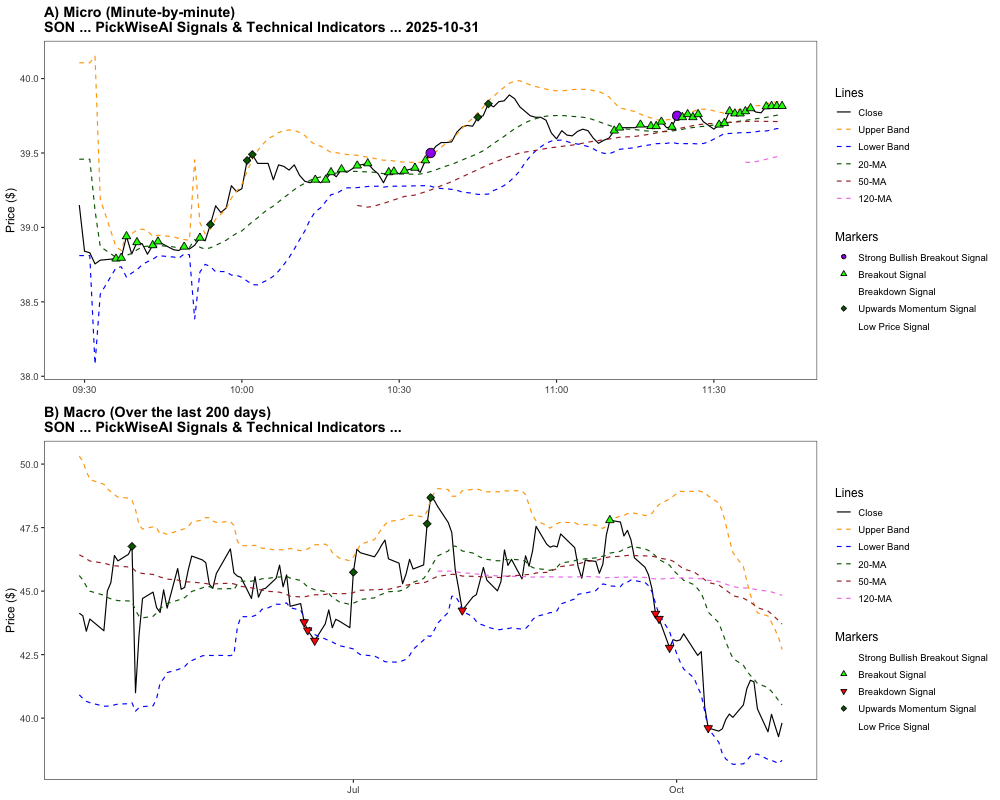 A) Micro (Minute-by-minute)
SON ... PickWiseAI Signals & Technical Indicators ... 2025-10-31
Price ($)
40.0
39.5
39.0
38.5
38.0
09:30
10:00
10:30
11:00
11:30
Lines
Close
Upper Band
Lower Band
20-MA
50-MA
120-MA
Markers
Strong Bullish Breakout Signal
Breakout Signal
Breakdown Signal
Upwards Momentum Signal
Low Price Signal
B) Macro (Over the last 200 days)
SON ... PickWiseAI Signals & Technical Indicators ...
Price ($)
50.0
47.5
45.0
42.5
40.0
Jul
Oct
Lines
Close
Upper Band
Lower Band
20-MA
50-MA
120-MA
Markers
Strong Bullish Breakout Signal
Breakout Signal
Breakdown Signal
Upwards Momentum Signal
Low Price Signal